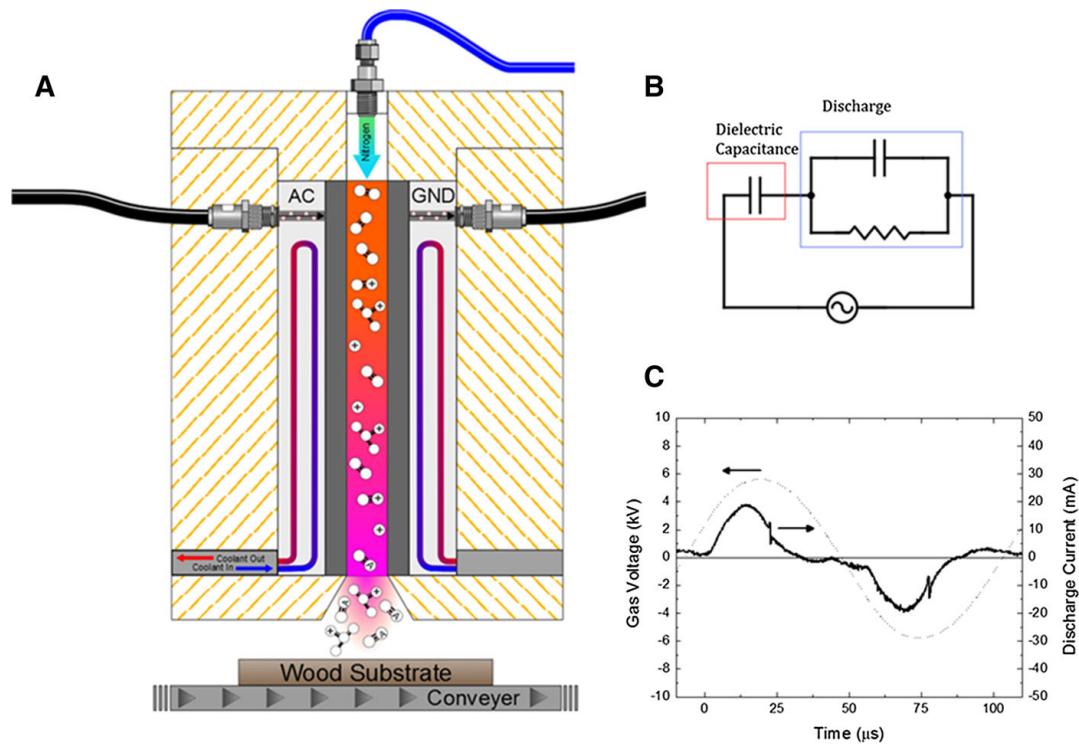 A
Nitrogen
AC
GND
Coolant Out
Coolant In
Wood Substrate
Conveyer
B
Discharge
Dielectric
Capacitance
C
Gas Voltage (kV)
10
8
6
4
2
0
-2
-4
-6
-8
-10
0
25
50
75
100
Time (μs)
50
40
30
20
10
0
-10
-20
-30
-40
-50
Discharge Current (mA)